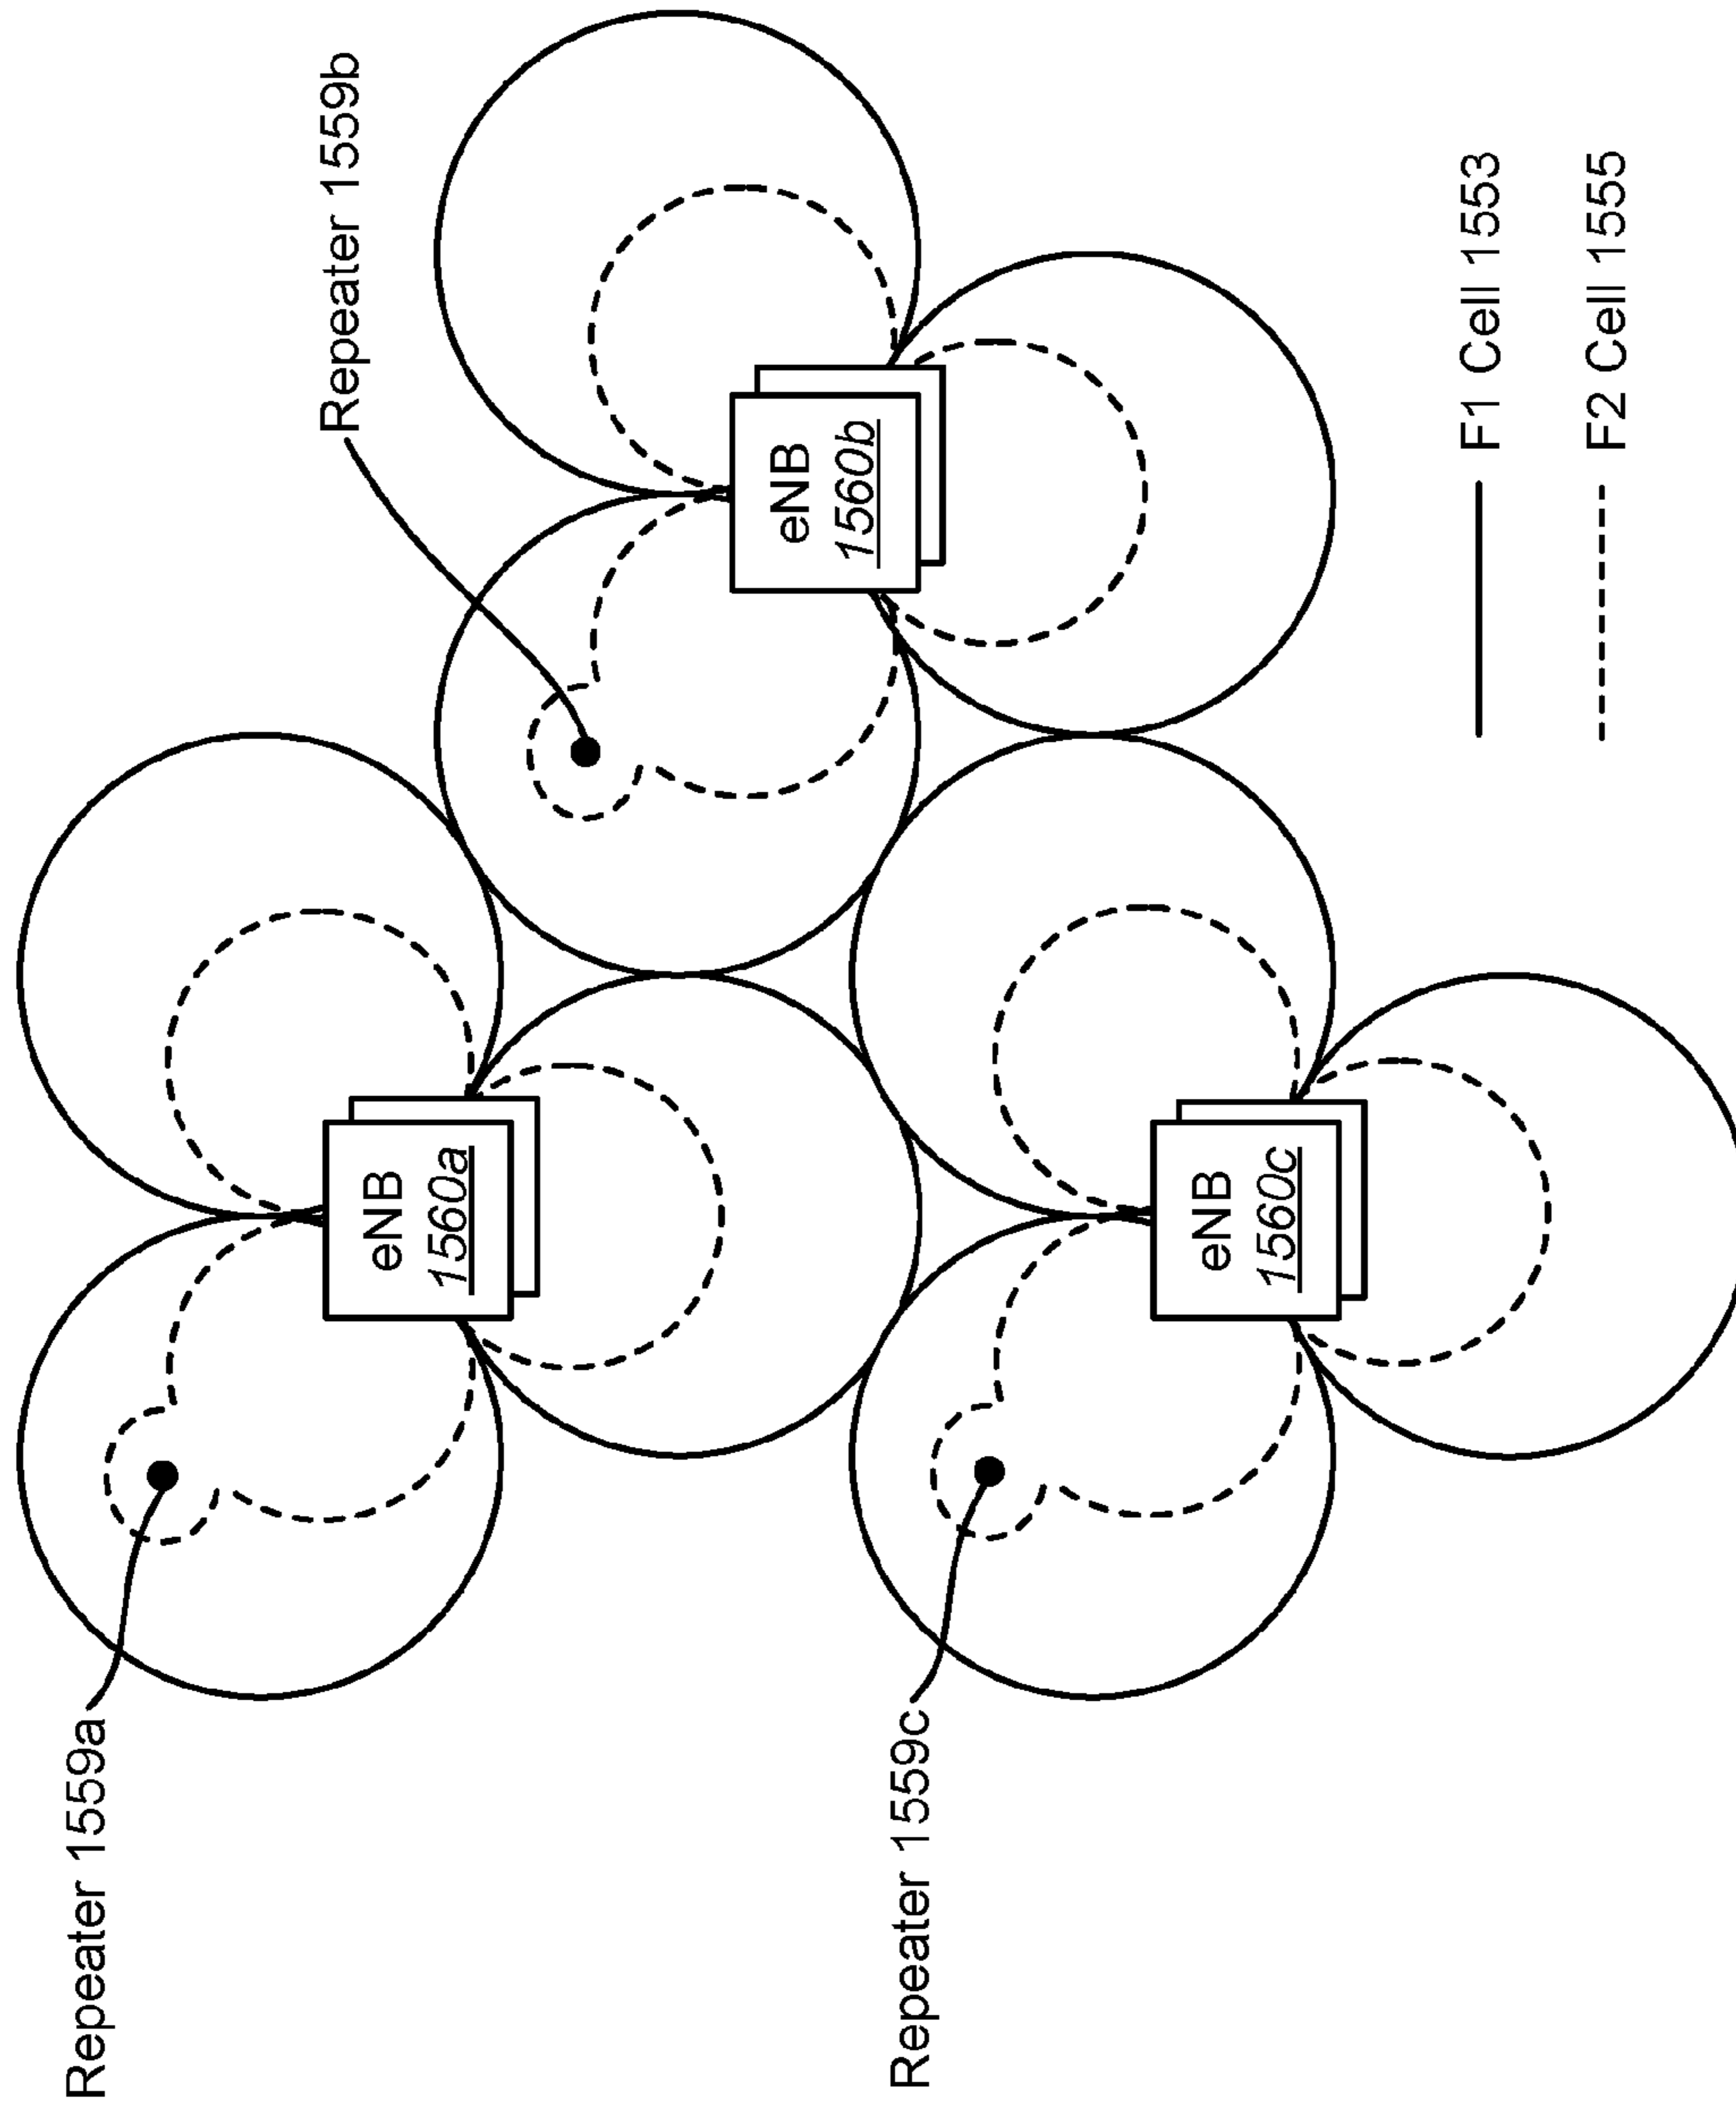 Repeater 1559a
eNB
1560a
Repeater 1559b
eNB
1560b
Repeater 1559c
eNB
1560c
F1 Cell 1553
F2 Cell 1555